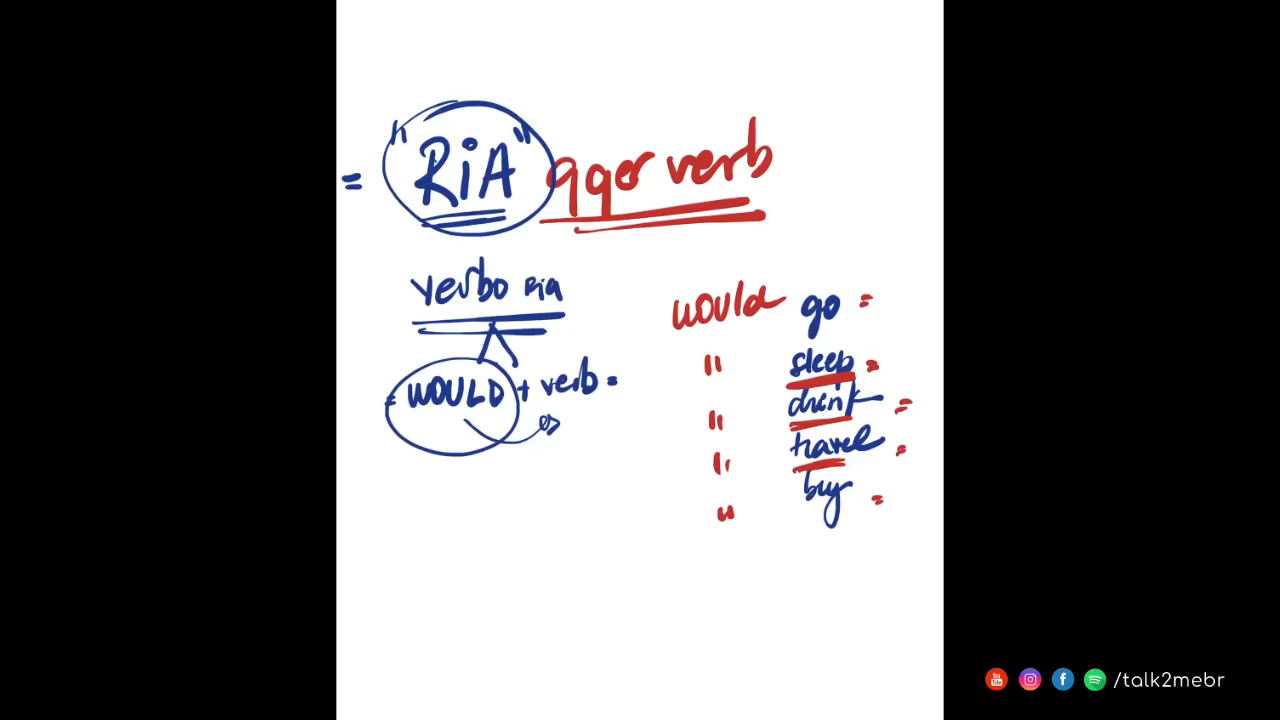 = "RiA" qqer verb
verbo ria
= WOULD + verb =
would go =
" sleep =
" drink =
" travel =
" buy =
/talk2mebr